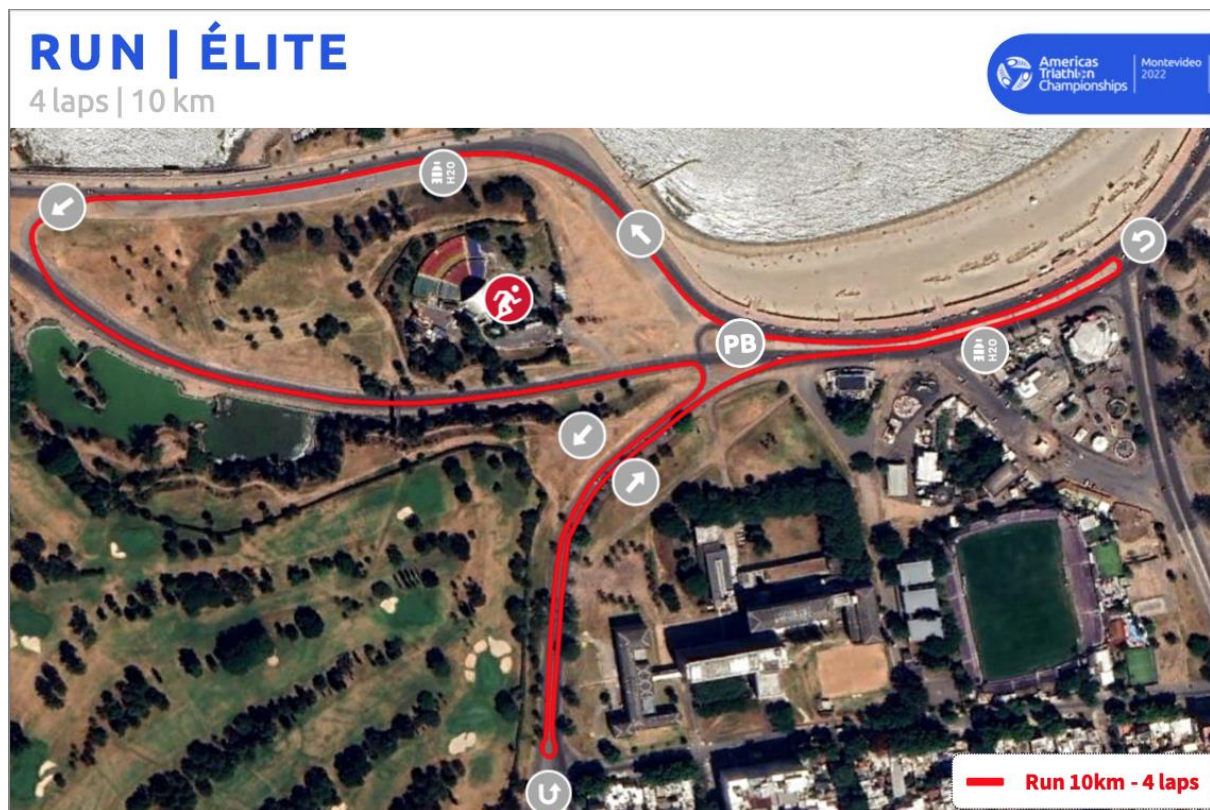 RUN | ÉLITE
4 laps | 10 km
Americas
Triathlon
Championships
Montevideo
2022
H2O
PB
H2O
Run 10km - 4 laps